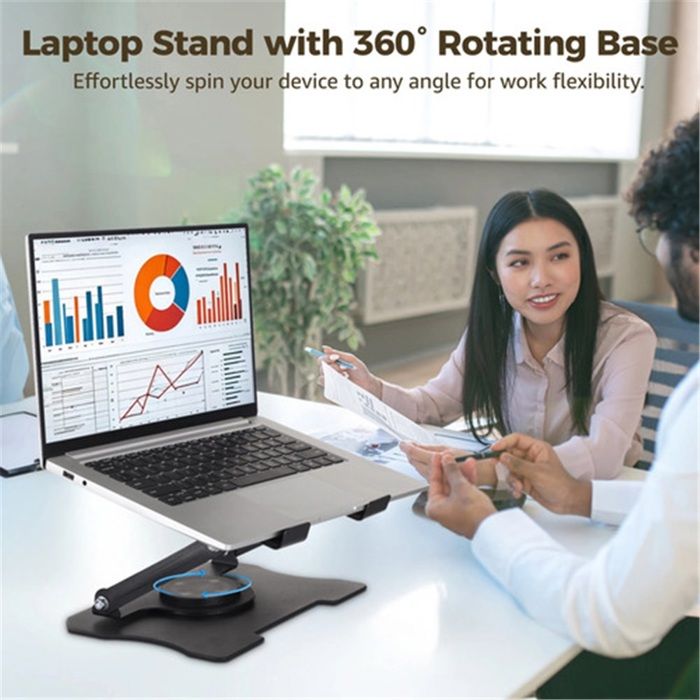 Laptop Stand with 360° Rotating Base
Effortlessly spin your device to any angle for work flexibility.